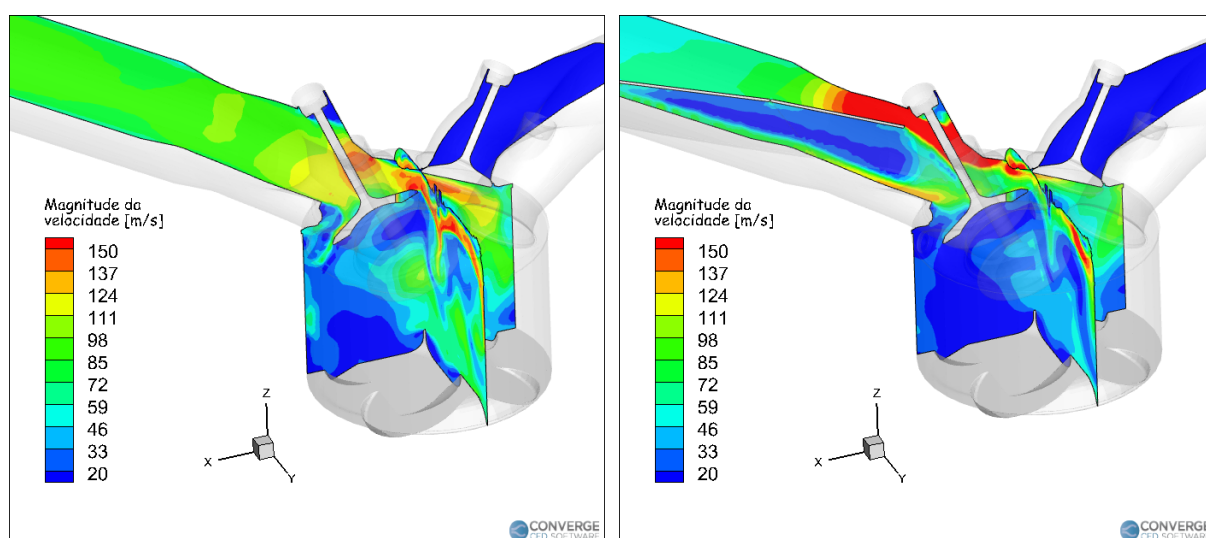 Magnitude da
velocidade [m/s]
150
137
124
111
98
85
72
59
46
33
20
Z
X
Y
CONVERGE
CFD SOFTWARE
Magnitude da
velocidade [m/s]
150
137
124
111
98
85
72
59
46
33
20
Z
X
Y
CONVERGE
CFD SOFTWARE